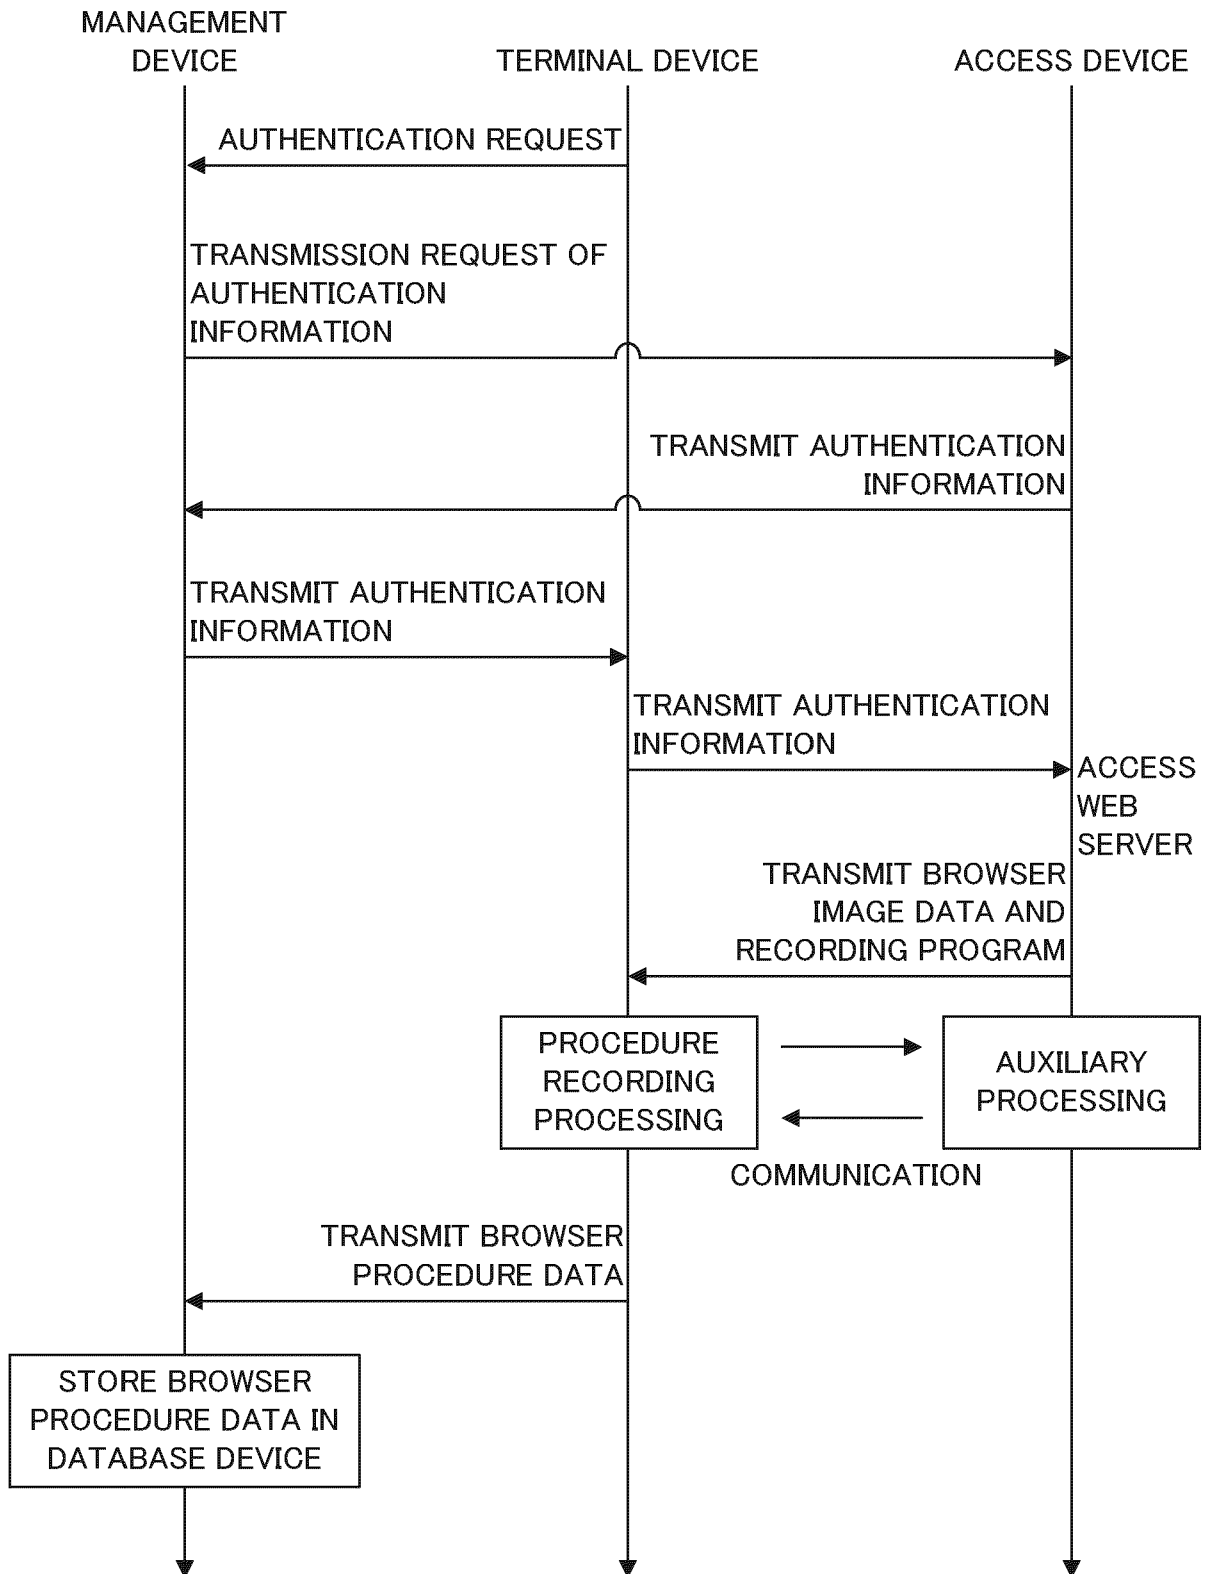 MANAGEMENT
DEVICE
TERMINAL DEVICE
ACCESS DEVICE
AUTHENTICATION REQUEST
TRANSMISSION REQUEST OF
AUTHENTICATION
INFORMATION
TRANSMIT AUTHENTICATION
INFORMATION
TRANSMIT AUTHENTICATION
INFORMATION
TRANSMIT AUTHENTICATION
INFORMATION
ACCESS
WEB
SERVER
TRANSMIT BROWSER
IMAGE DATA AND
RECORDING PROGRAM
PROCEDURE
RECORDING
PROCESSING
AUXILIARY
PROCESSING
COMMUNICATION
TRANSMIT BROWSER
PROCEDURE DATA
STORE BROWSER
PROCEDURE DATA IN
DATABASE DEVICE